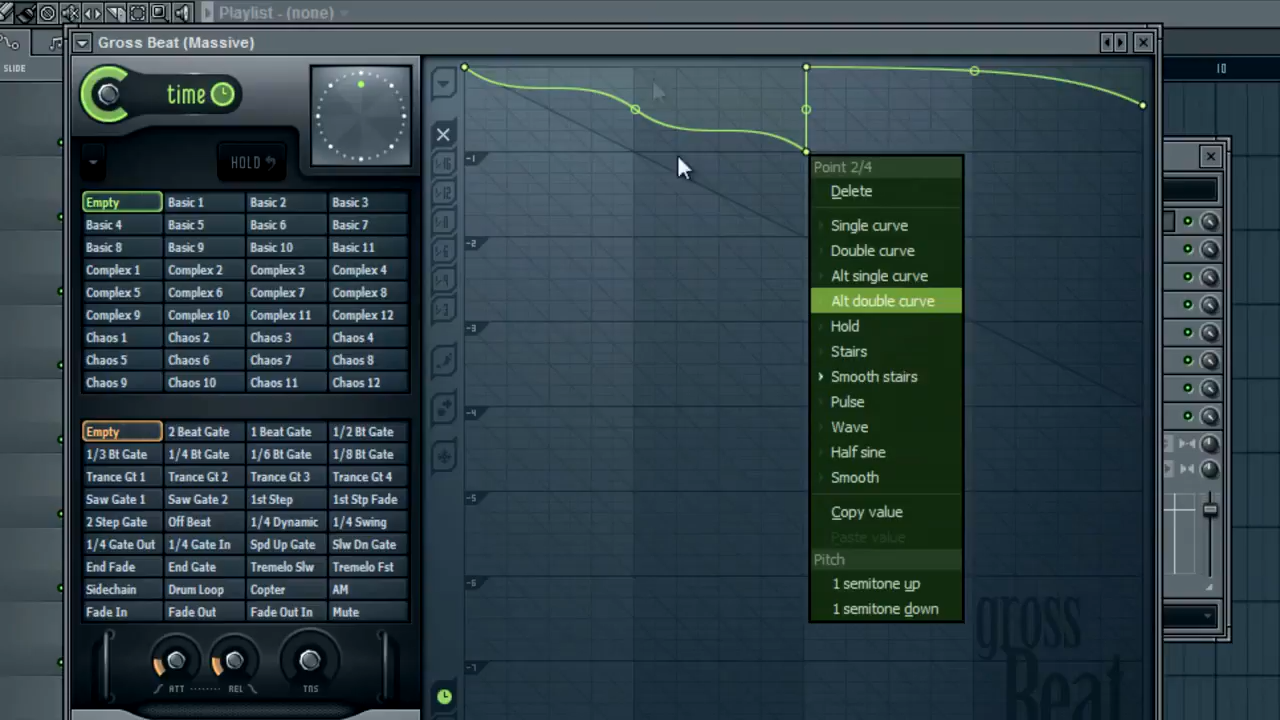 Playlist - (none)
Gross Beat (Massive)
SLIDE
10
time
HOLD
Empty Basic 1 Basic 2 Basic 3
Basic 4 Basic 5 Basic 6 Basic 7
Basic 8 Basic 9 Basic 10 Basic 11
Complex 1 Complex 2 Complex 3 Complex 4
Complex 5 Complex 6 Complex 7 Complex 8
Complex 9 Complex 10 Complex 11 Complex 12
Chaos 1 Chaos 2 Chaos 3 Chaos 4
Chaos 5 Chaos 6 Chaos 7 Chaos 8
Chaos 9 Chaos 10 Chaos 11 Chaos 12
Empty 2 Beat Gate 1 Beat Gate 1/2 Bt Gate
1/3 Bt Gate 1/4 Bt Gate 1/6 Bt Gate 1/8 Bt Gate
Trance Gt 1 Trance Gt 2 Trance Gt 3 Trance Gt 4
Saw Gate 1 Saw Gate 2 1st Step 1st Stp Fade
2 Step Gate Off Beat 1/4 Dynamic 1/4 Swing
1/4 Gate Out 1/4 Gate In Spd Up Gate Slw Dn Gate
End Fade End Gate Tremelo Slw Tremelo Fst
Sidechain Drum Loop Copter AM
Fade In Fade Out Fade Out In Mute
ATT REL TNS
-1
-2
-3
-4
-5
-6
-7
Point 2/4
Delete
Single curve
Double curve
Alt single curve
Alt double curve
Hold
Stairs
Smooth stairs
Pulse
Wave
Half sine
Smooth
Copy value
Paste value
Pitch
1 semitone up
1 semitone down
gross
Beat